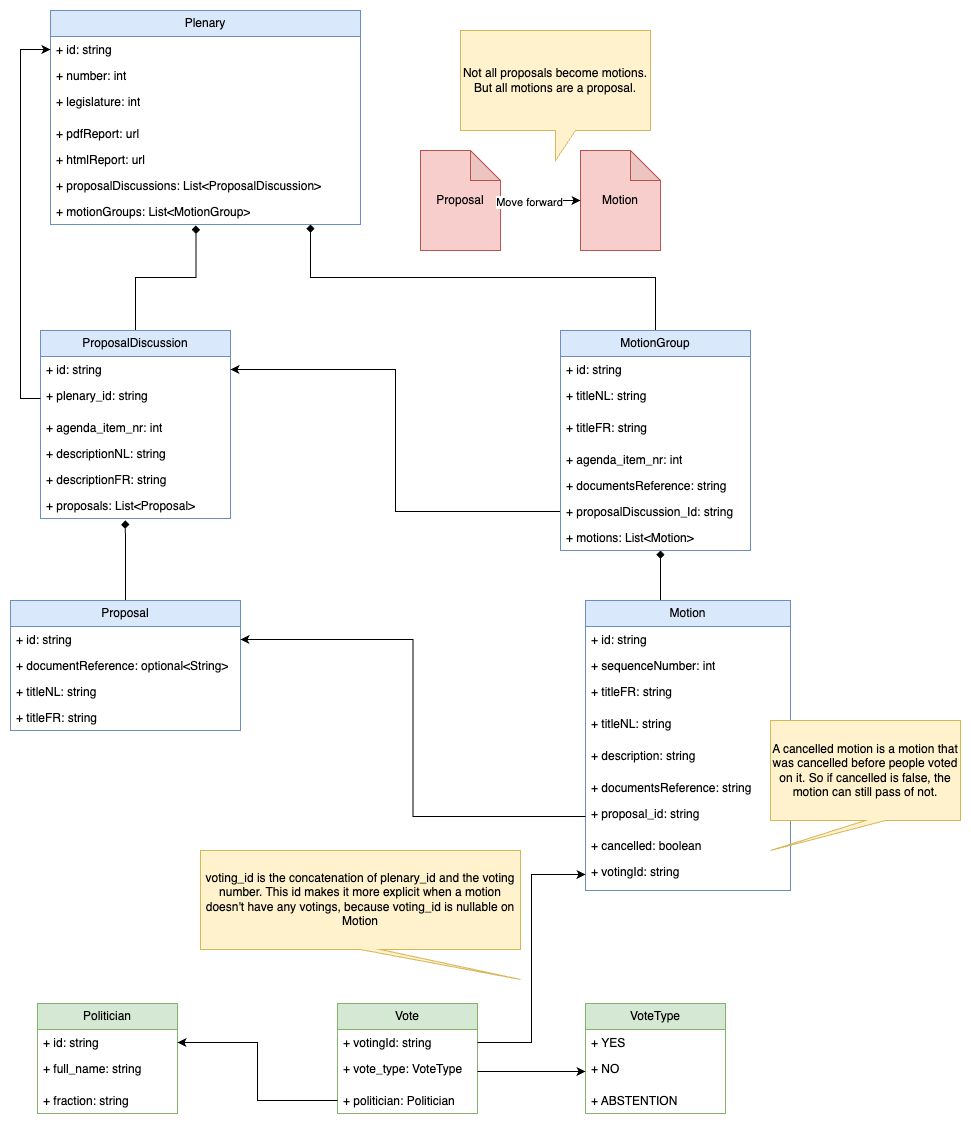 Plenary
+ id: string
+ number: int
+ legislature: int
+ pdfReport: url
+ htmlReport: url
+ proposalDiscussions: List<ProposalDiscussion>
+ motionGroups: List<MotionGroup>
Not all proposals become motions.
But all motions are a proposal.
Proposal
Move forward
Motion
ProposalDiscussion
+ id: string
+ plenary_id: string
+ agenda_item_nr: int
+ descriptionNL: string
+ descriptionFR: string
+ proposals: List<Proposal>
MotionGroup
+ id: string
+ titleNL: string
+ titleFR: string
+ agenda_item_nr: int
+ documentsReference: string
+ proposalDiscussion_Id: string
+ motions: List<Motion>
Proposal
+ id: string
+ documentReference: optional<String>
+ titleNL: string
+ titleFR: string
Motion
+ id: string
+ sequenceNumber: int
+ titleFR: string
+ titleNL: string
+ description: string
+ documentsReference: string
+ proposal_id: string
+ cancelled: boolean
+ votingId: string
A cancelled motion is a motion that
was cancelled before people voted
on it. So if cancelled is false, the
motion can still pass of not.
voting_id is the concatenation of plenary_id and the voting
number. This id makes it more explicit when a motion
doesn't have any votings, because voting_id is nullable on
Motion
Politician
+ id: string
+ full_name: string
+ fraction: string
Vote
+ votingId: string
+ vote_type: VoteType
+ politician: Politician
VoteType
+ YES
+ NO
+ ABSTENTION